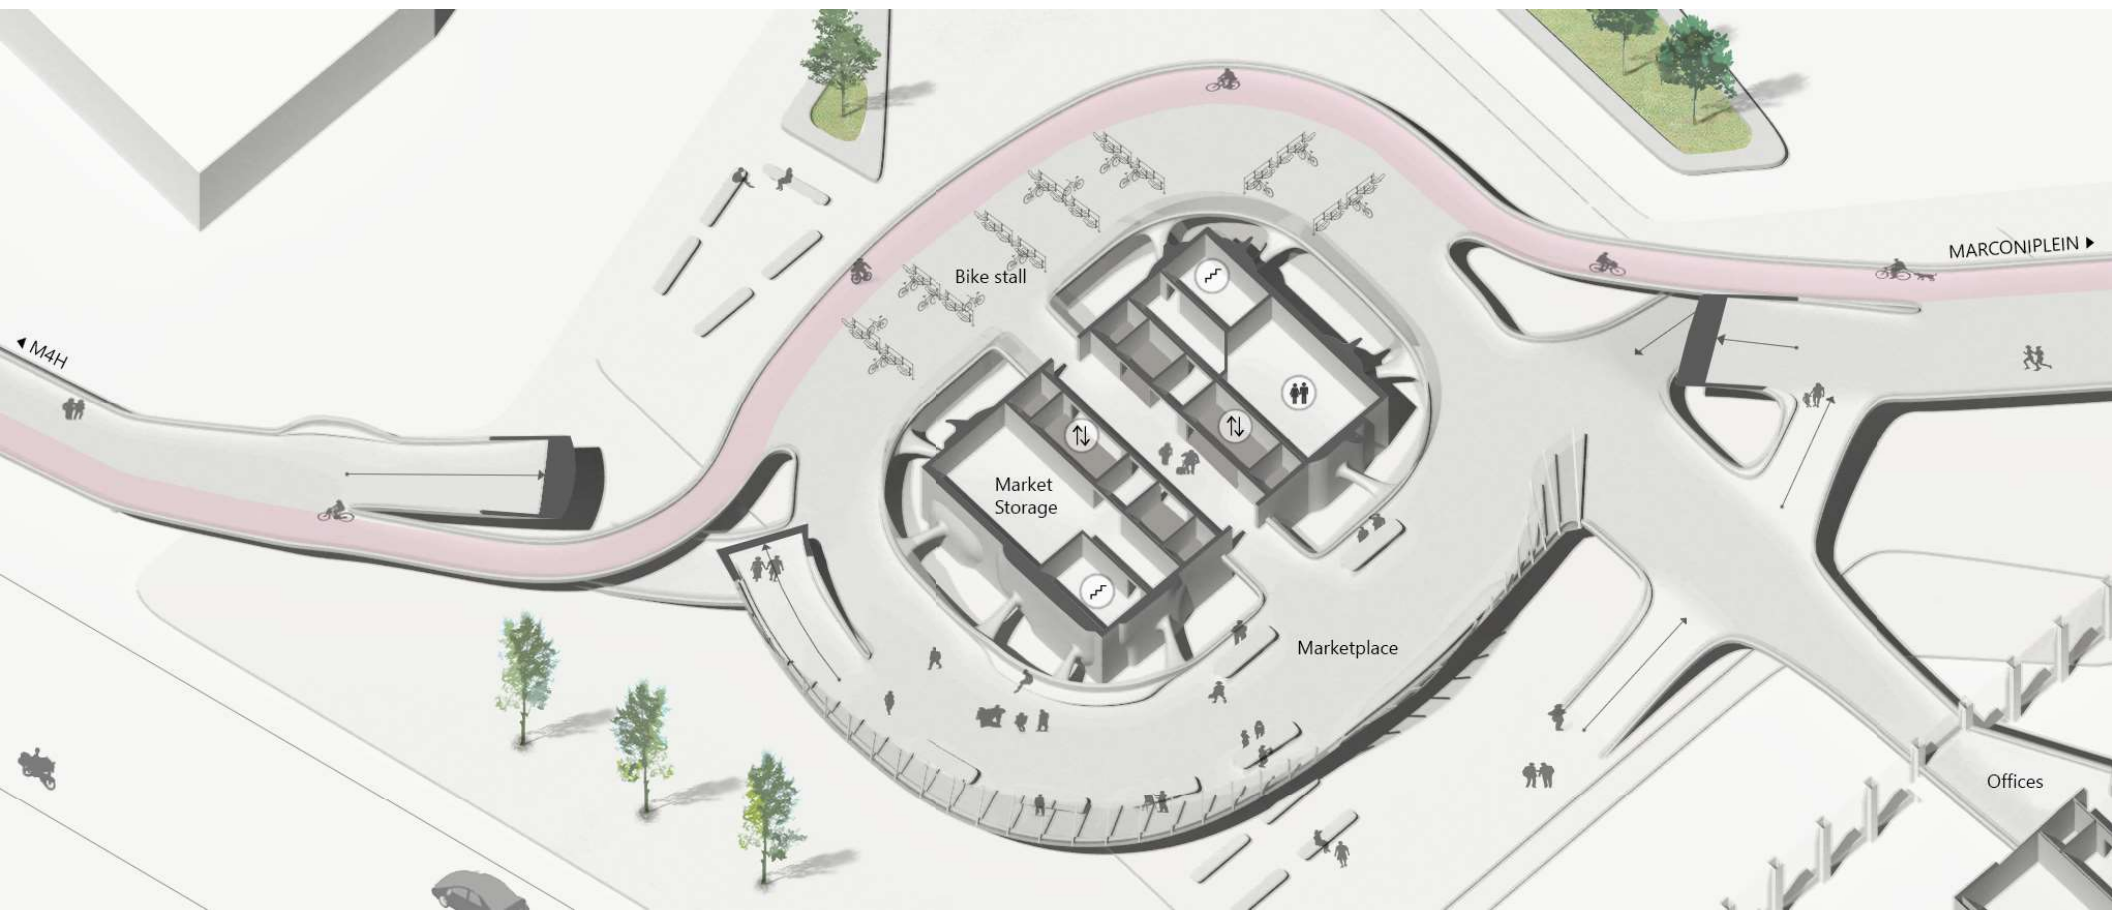 MARCONIPLEIN ▶
Bike stall
◀ M4H
Market
Storage
Marketplace
Offices